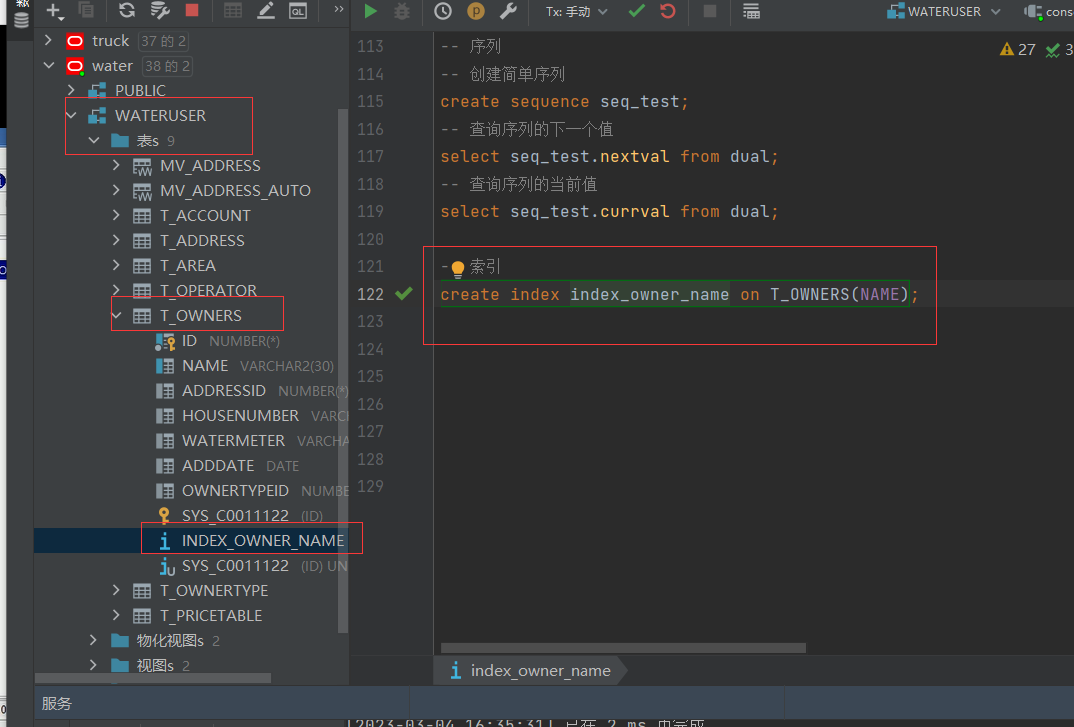 Tx: 手动
WATERUSER
cons
truck 37 的 2
water 38 的 2
PUBLIC
WATERUSER
表s 9
MV_ADDRESS
MV_ADDRESS_AUTO
T_ACCOUNT
T_ADDRESS
T_AREA
T_OPERATOR
T_OWNERS
ID NUMBER(*)
NAME VARCHAR2(30)
ADDRESSID NUMBER(*)
HOUSENUMBER VARC
WATERMETER VARCHA
ADDDATE DATE
OWNERTYPEID NUMBE
SYS_C0011122 (ID)
INDEX_OWNER_NAME
SYS_C0011122 (ID) UN
T_OWNERTYPE
T_PRICETABLE
物化视图s 2
视图s 2
27 3
113 -- 序列
114 -- 创建简单序列
115 create sequence seq_test;
116 -- 查询序列的下一个值
117 select seq_test.nextval from dual;
118 -- 查询序列的当前值
119 select seq_test.currval from dual;
120
121 - 索引
122 create index index_owner_name on T_OWNERS(NAME);
123
124
125
126
127
128
129
index_owner_name
服务
[2023-03-04 16:35:31] 已在 2 ms 内完成